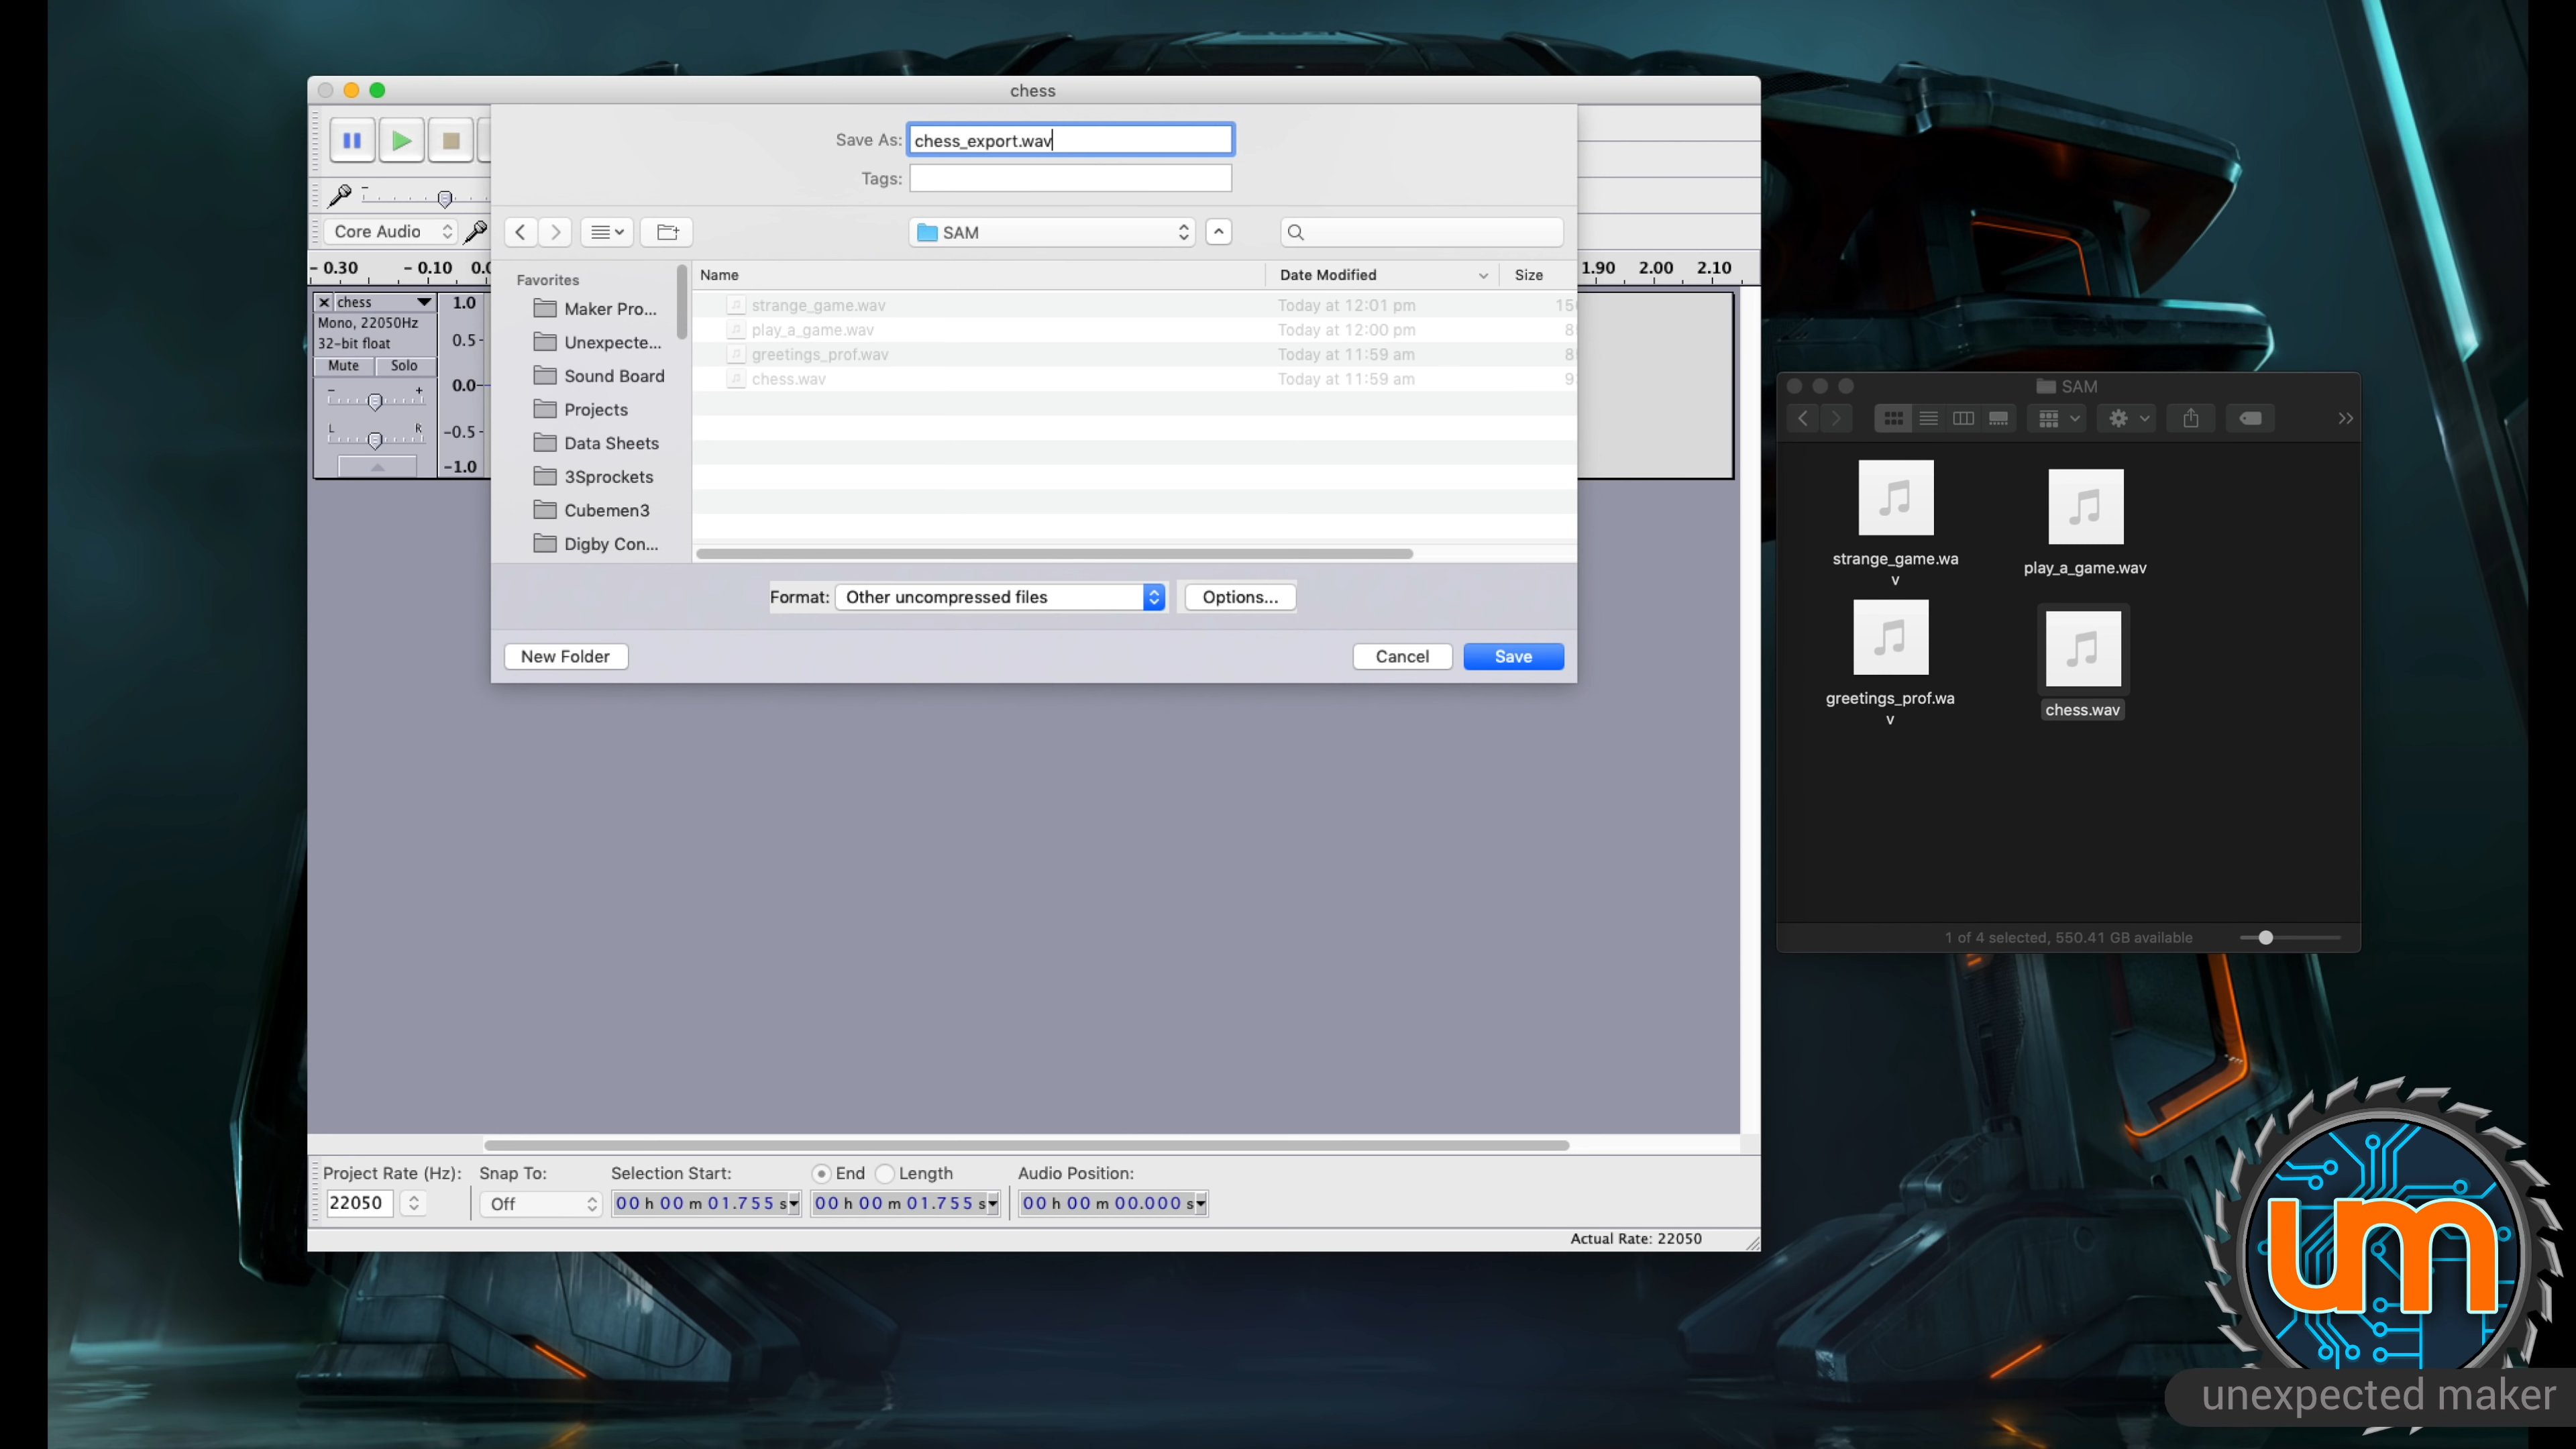 chess
Save As: chess_export.wav
Tags:
Core Audio
SAM
- 0.30 - 0.10
1.90 2.00 2.10
Favorites
Maker Pro...
Unexpecte...
Sound Board
Projects
Data Sheets
3Sprockets
Cubemen3
Digby Con...
Name Date Modified Size
strange_game.wav Today at 12:01 pm
play_a_game.wav Today at 12:00 pm
greetings_prof.wav Today at 11:59 am
chess.wav Today at 11:59 am
chess
Mono, 22050Hz
32-bit float
Mute Solo
- +
L R
1.0
0.5-
0.0-
-0.5-
-1.0
Format: Other uncompressed files Options...
New Folder Cancel Save
SAM
strange_game.wa
v
play_a_game.wav
greetings_prof.wa
v
chess.wav
1 of 4 selected, 550.41 GB available
Project Rate (Hz): Snap To: Selection Start: End Length Audio Position:
22050 Off 00 h 00 m 01.755 s 00 h 00 m 01.755 s 00 h 00 m 00.000 s
Actual Rate: 22050
um
unexpected maker